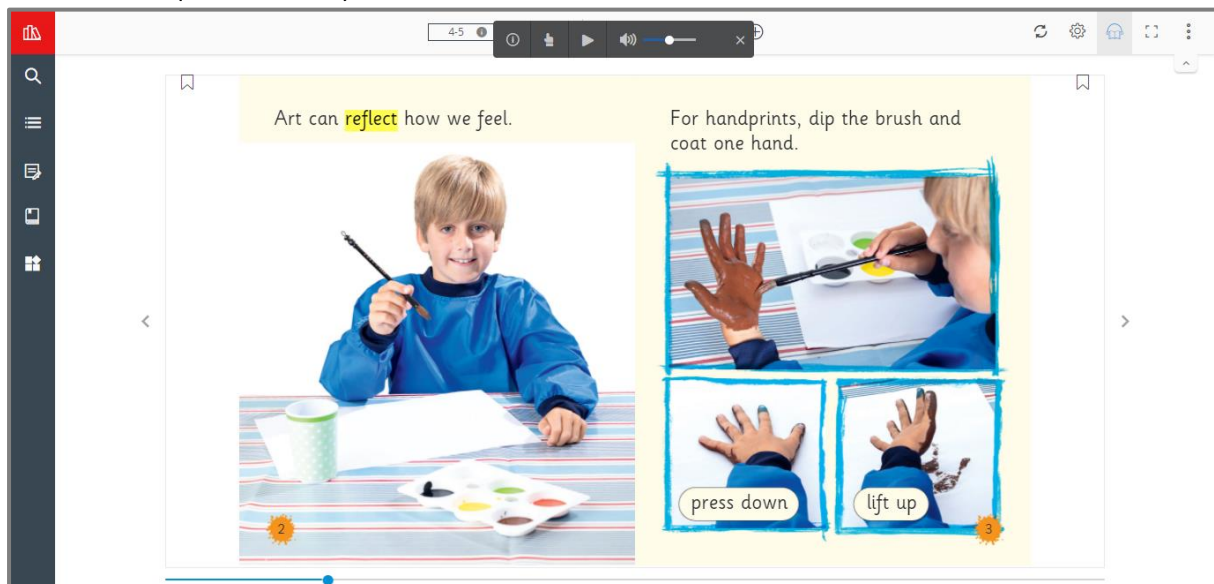 4-5
Art can reflect how we feel.
For handprints, dip the brush and
coat one hand.
press down
lift up
2
3